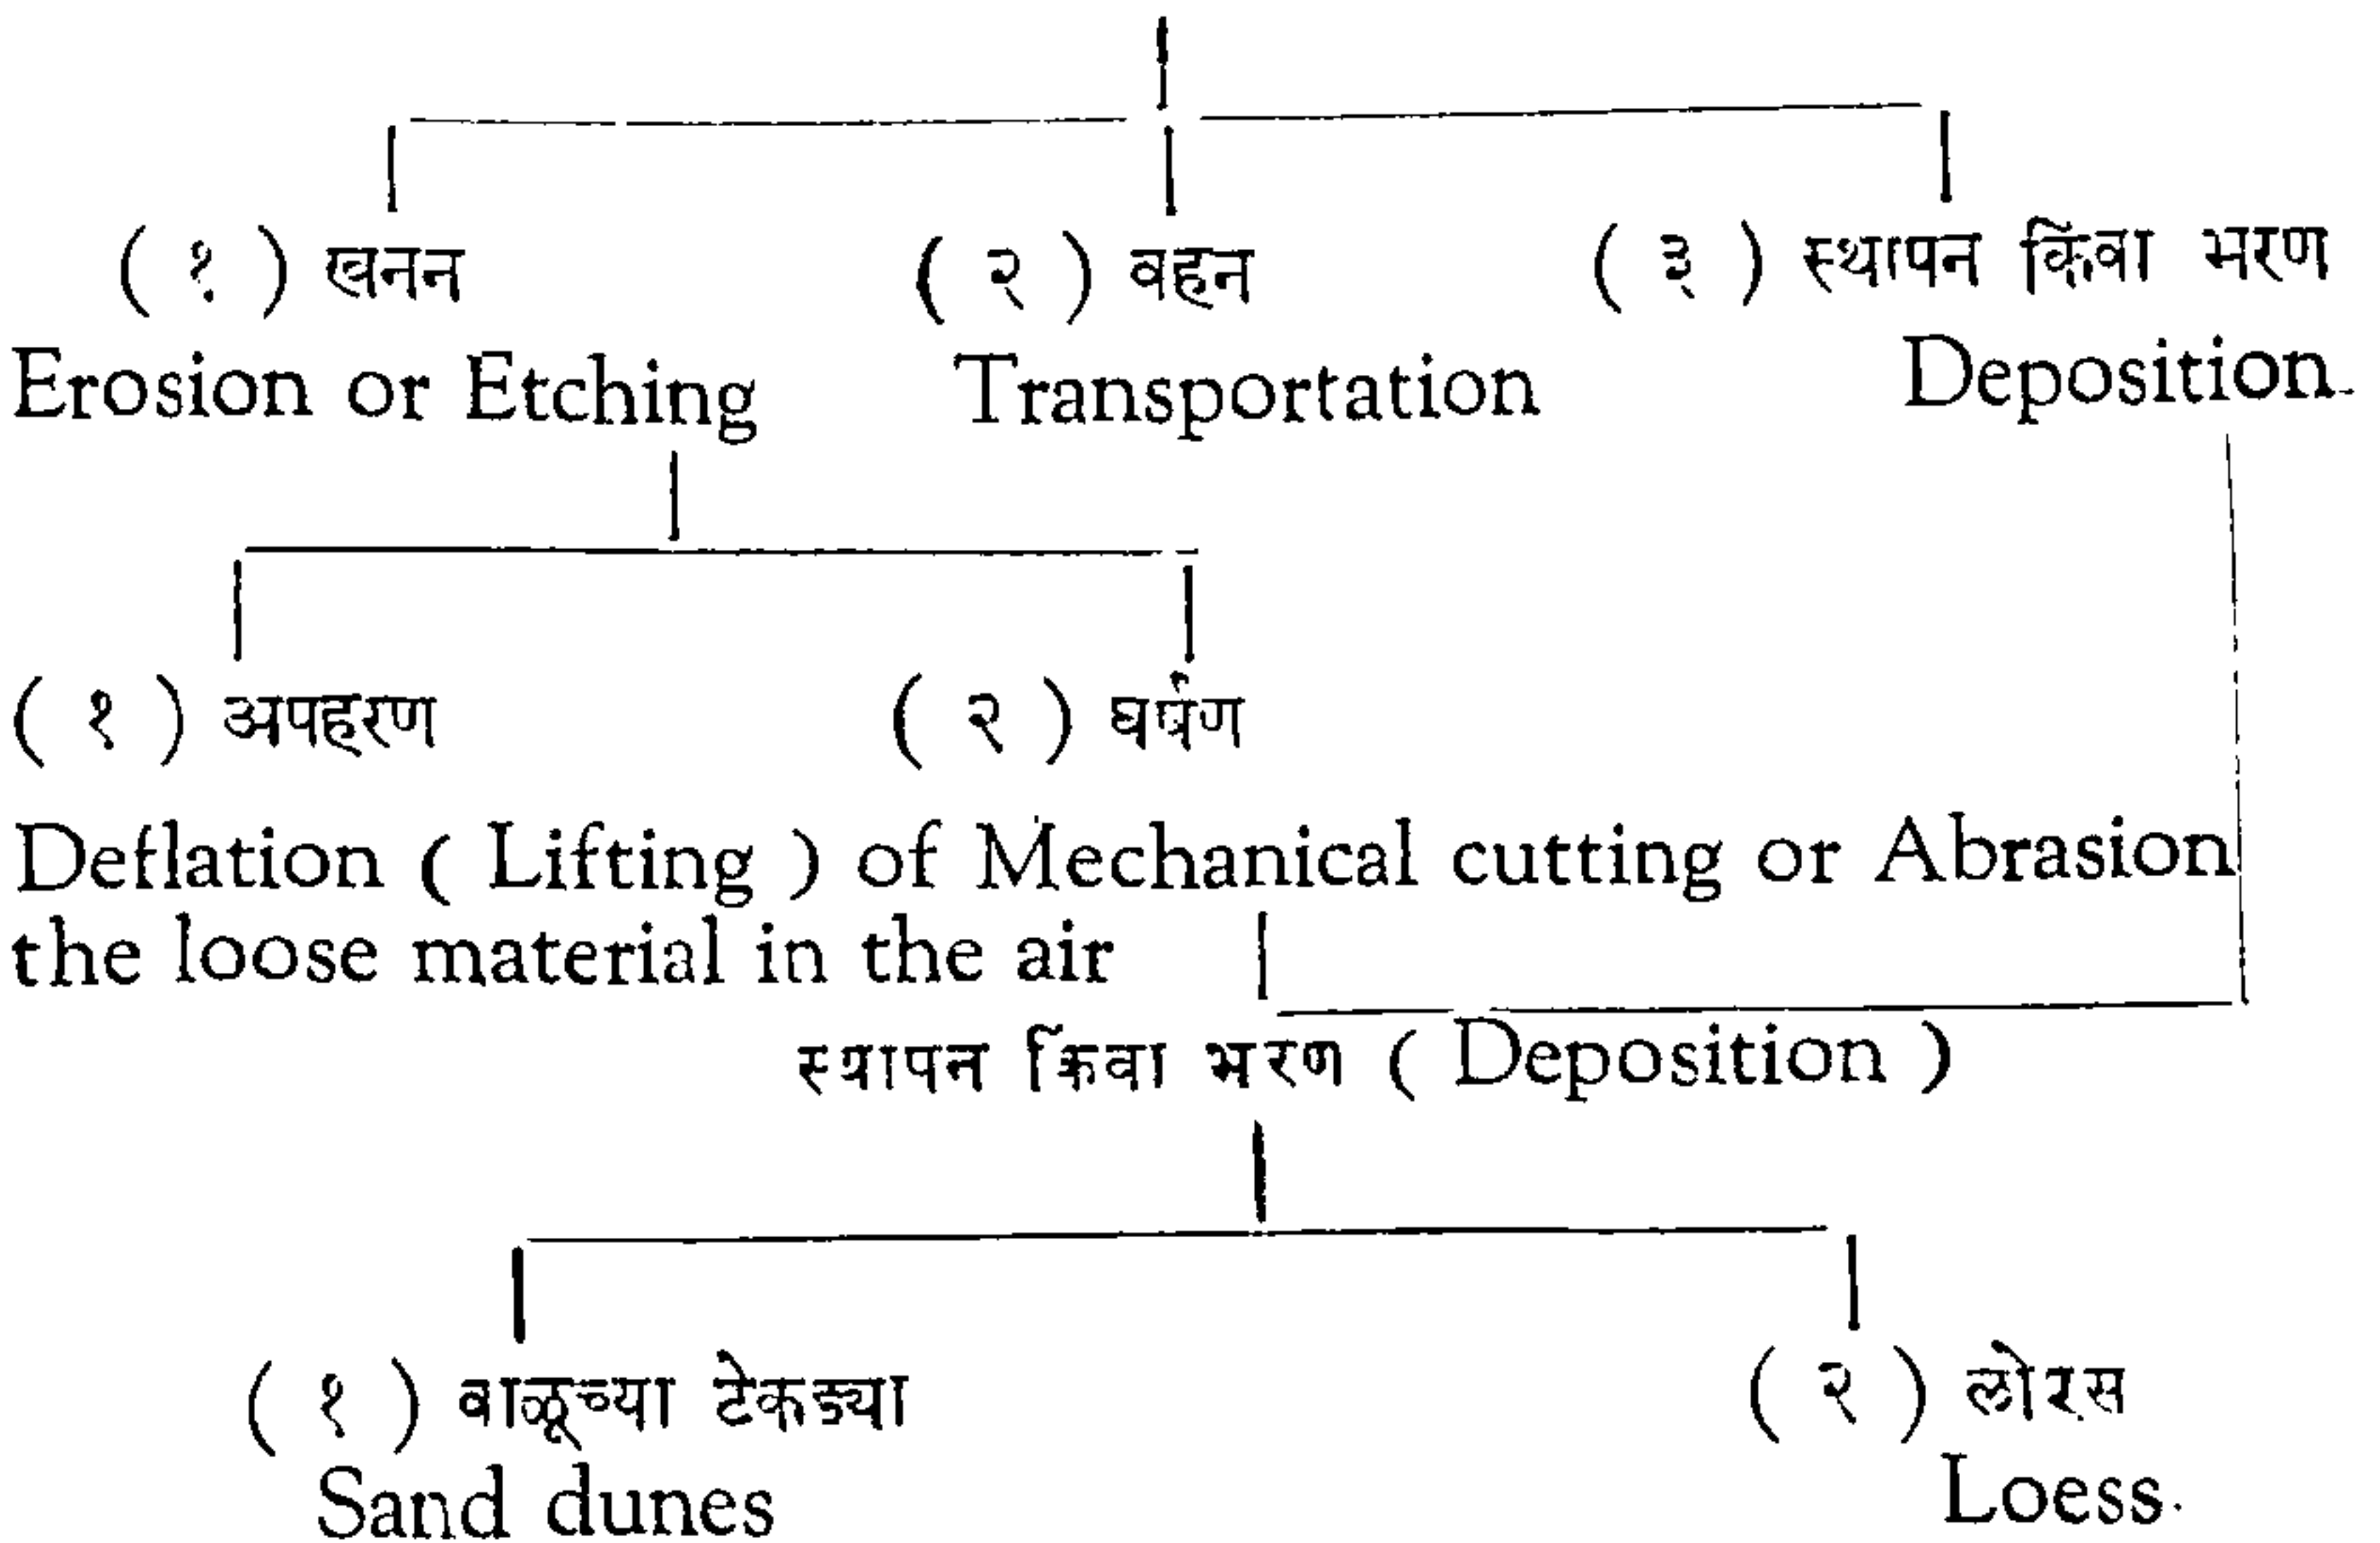 ( १ ) खनन ( २ ) वहन ( ३ ) स्थापन किंवा भरण
Erosion or Etching Transportation Deposition.
( १ ) अपहरण ( २ ) घर्षण
Deflation ( Lifting ) of Mechanical cutting or Abrasion
the loose material in the air
स्थापन किंवा भरण ( Deposition )
( १ ) वाळूच्या टेकड्या ( २ ) लोएस
Sand dunes Loess.